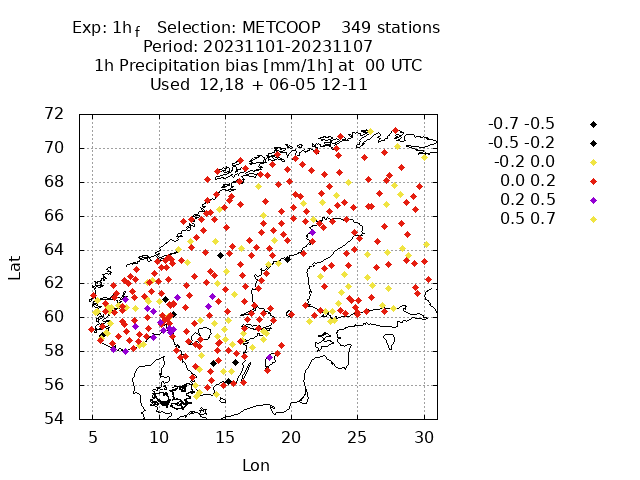 Exp: 1h f Selection: METCOOP 349 stations
Period: 20231101-20231107
1h Precipitation bias [mm/1h] at 00 UTC
Used 12,18 + 06-05 12-11
72
70
68
66
64
62
60
58
56
54
Lat
5 10 15 20 25 30
Lon
-0.7 -0.5
-0.5 -0.2
-0.2 0.0
0.0 0.2
0.2 0.5
0.5 0.7